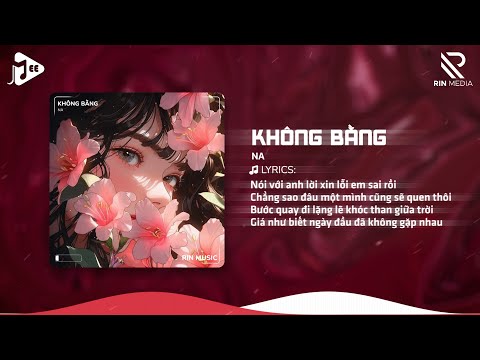 JEE
RIN MEDIA
KHÔNG BẰNG
NA
RIN MUSIC
KHÔNG BẰNG
NA
LYRICS:
Nói với anh lời xin lỗi em sai rồi
Chẳng sao đâu một mình cũng sẽ quen thôi
Bước quay đi lặng lẽ khóc than giữa trời
Giá như biết ngày đầu đã không gặp nhau